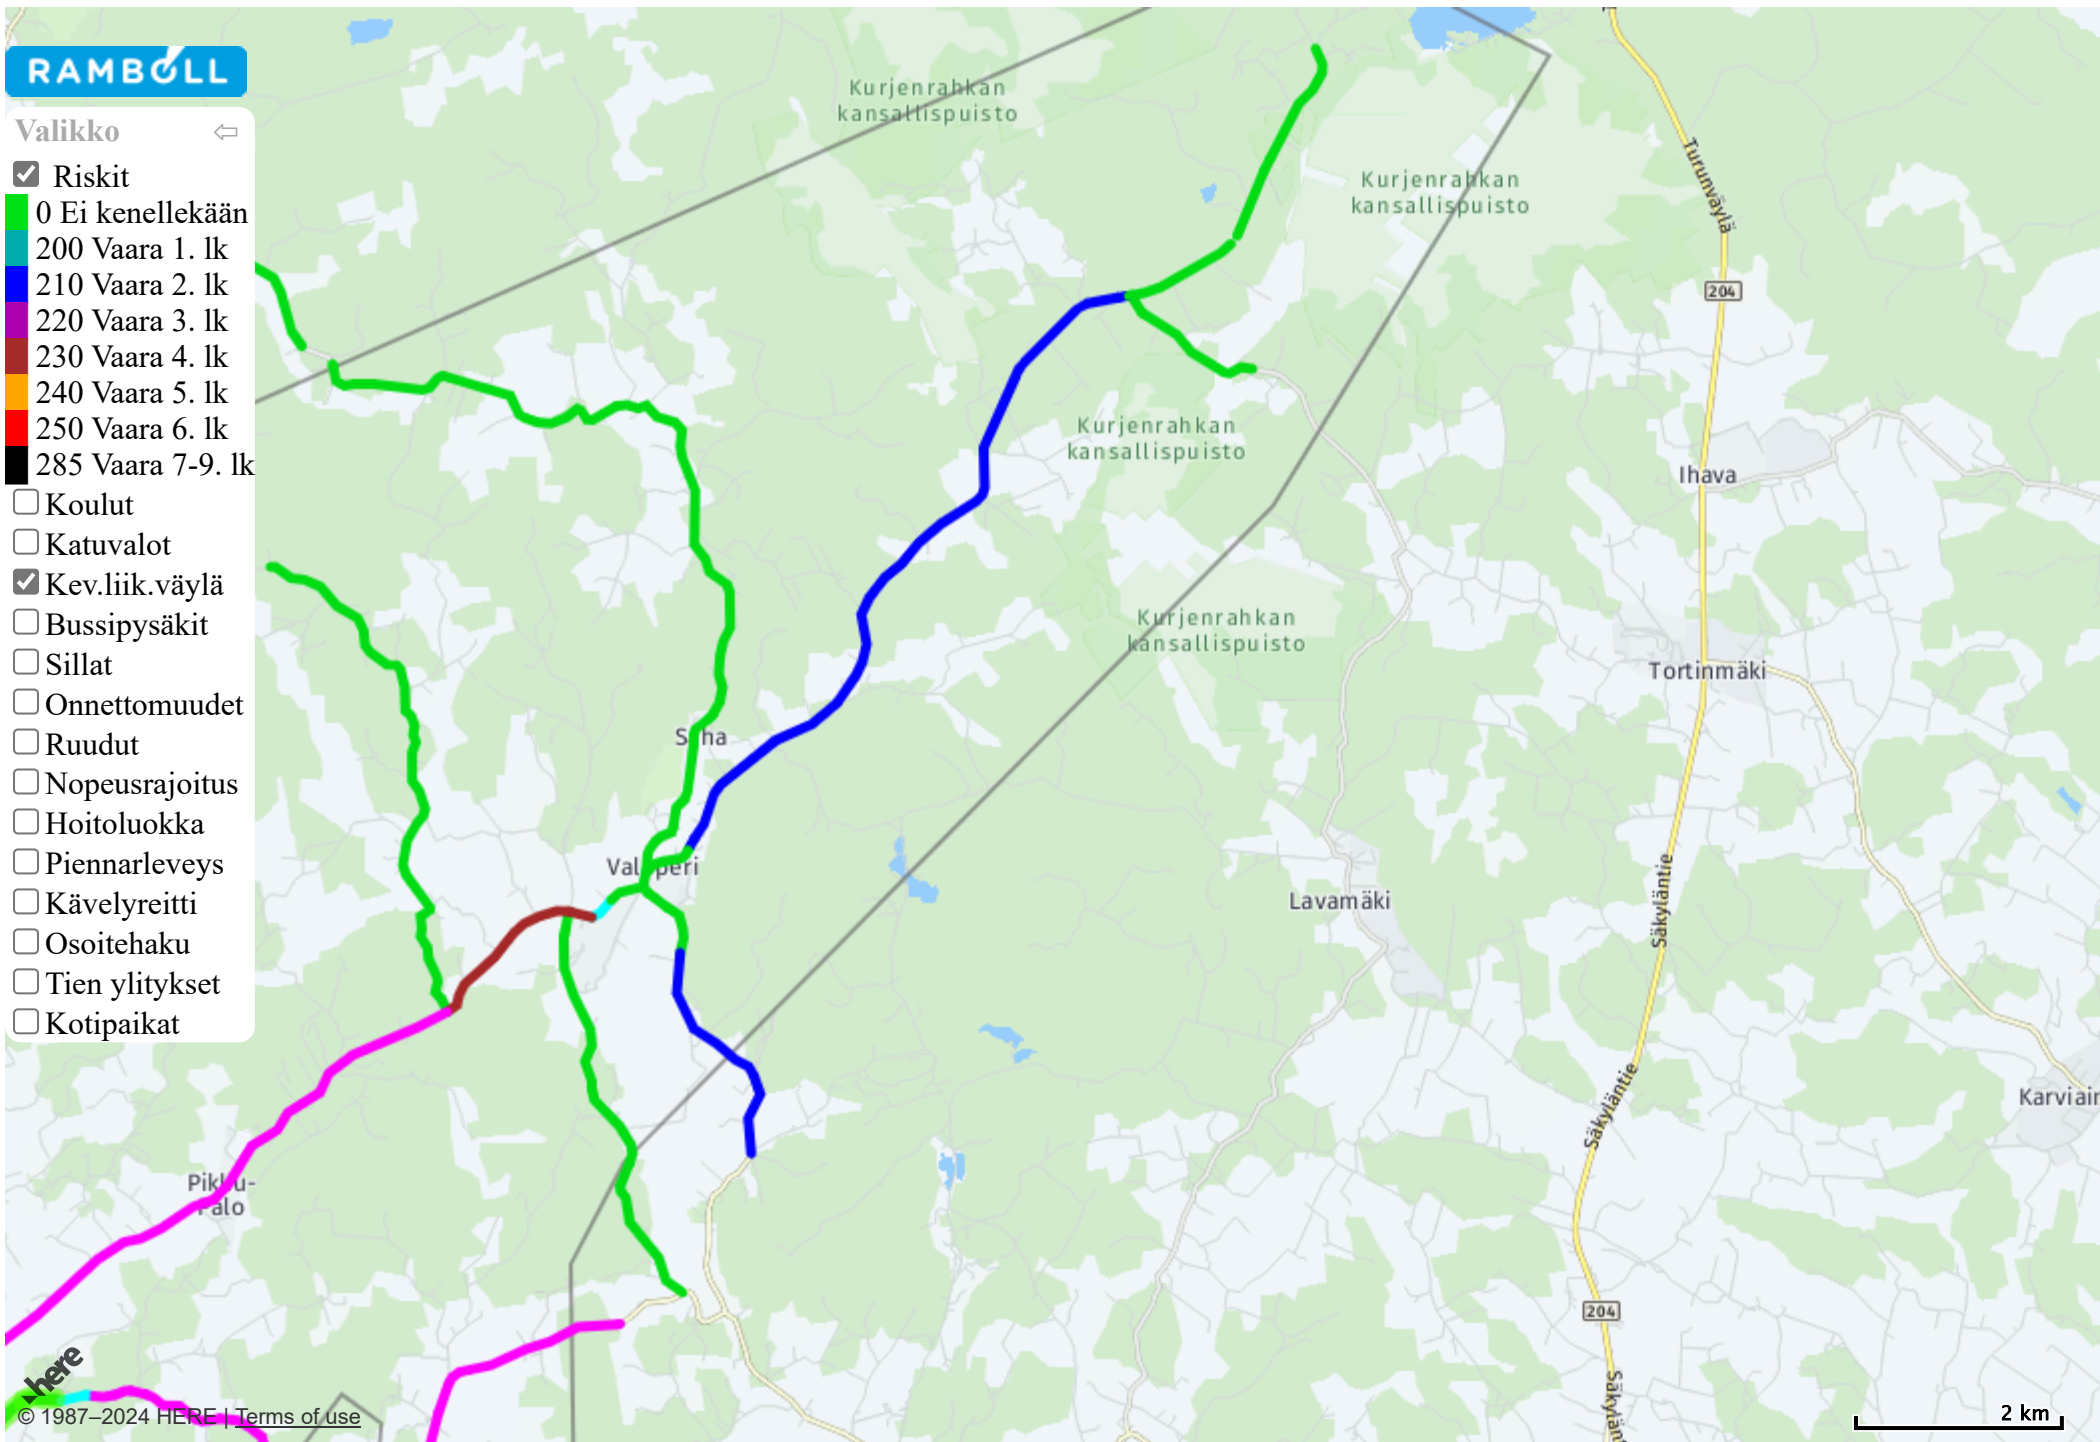 RAMBOLL
Valikko
Riskit
0 Ei kenellekään
200 Vaara 1. lk
210 Vaara 2. lk
220 Vaara 3. lk
230 Vaara 4. lk
240 Vaara 5. lk
250 Vaara 6. lk
285 Vaara 7-9. lk
Koulut
Katuvalot
Kev.liik.väylä
Bussipysäkit
Sillat
Onnettomuudet
Ruudut
Nopeusrajoitus
Hoitoluokka
Piennarleveys
Kävelyreitti
Osoitehaku
Tien ylitykset
Kotipaikat
Kurjenrahkan
kansallispuisto
Kurjenrahkan
kansallispuisto
Turunväylä
204
Kurjenrahkan
kansallispuisto
Ihava
Kurjenrahkan
kansallispuisto
Tortinmäki
Lavamäki
Säkyläntie
Säkyläntie
204
here
© 1987–2024 HERE | Terms of use
2 km